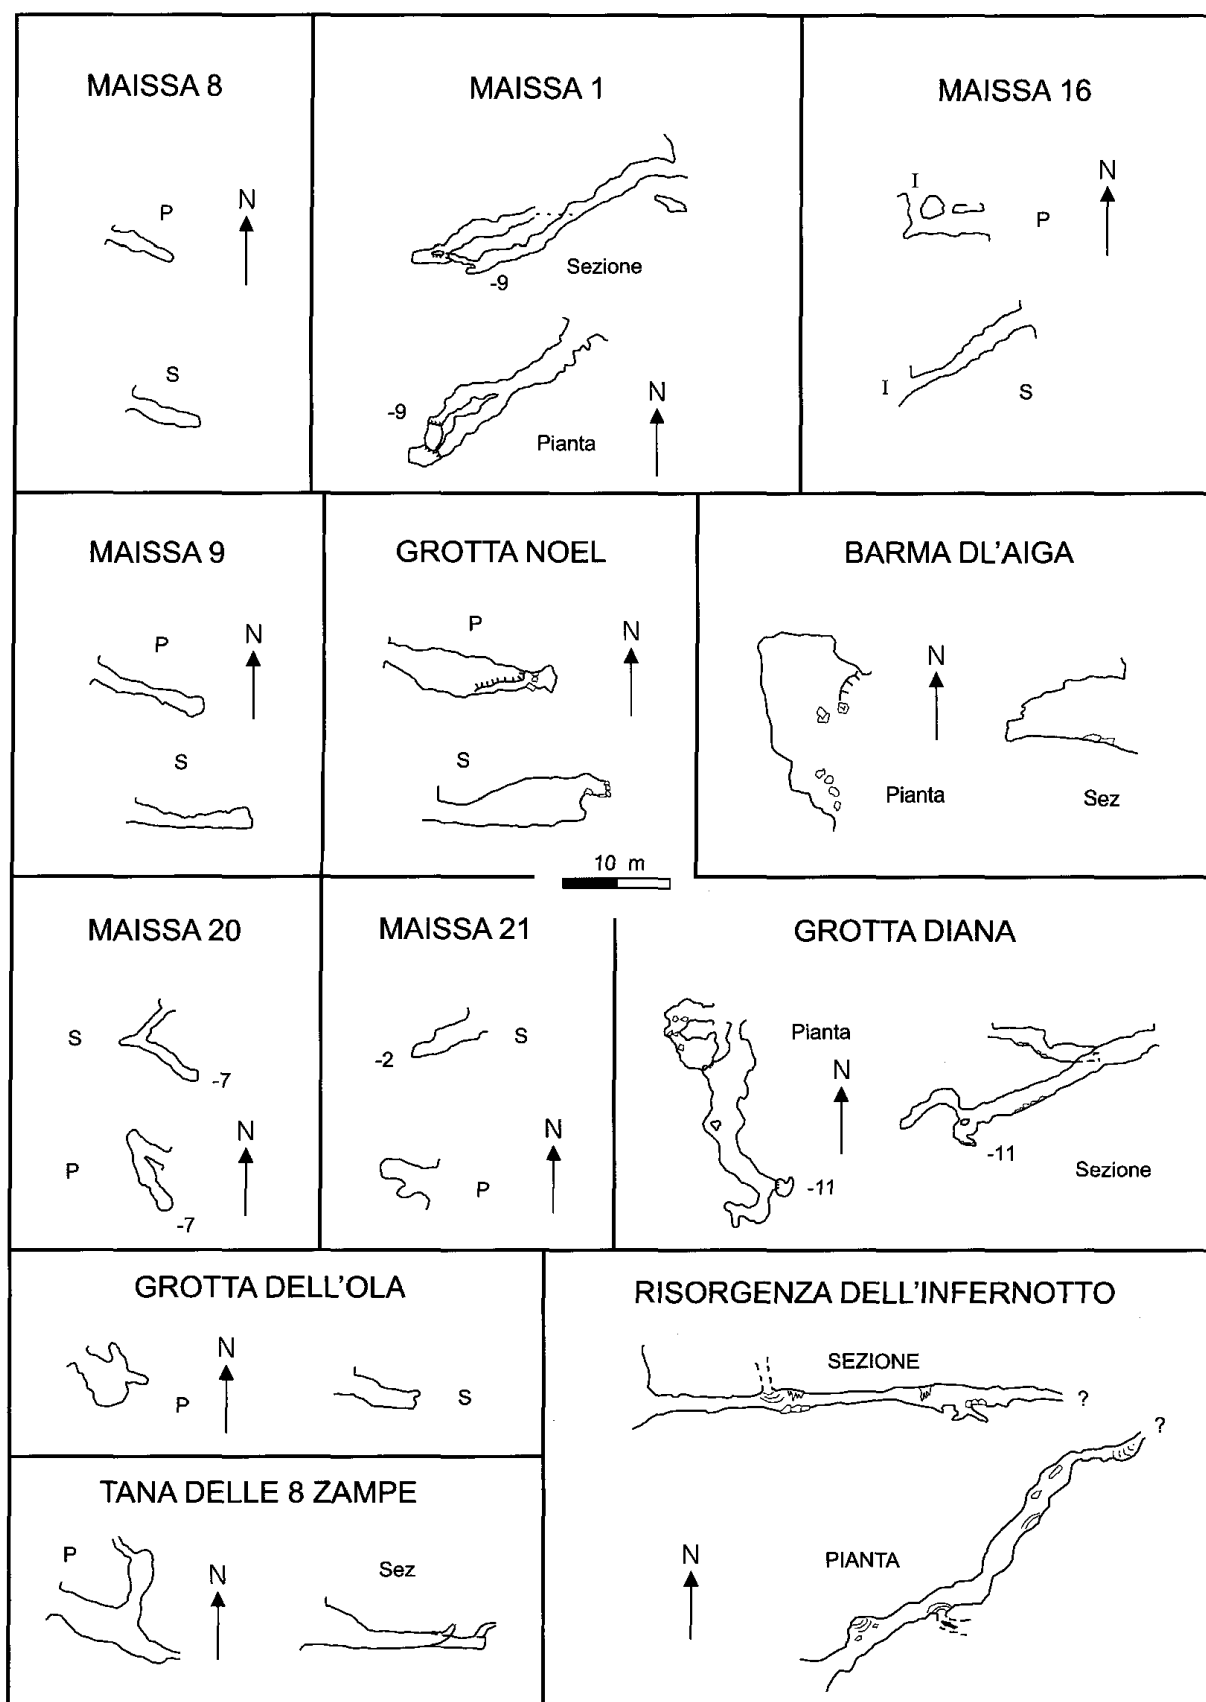 MAISSA 8
P
N
S
MAISSA 1
Sezione
-9
-9
N
Pianta
MAISSA 16
I
N
P
I
S
MAISSA 9
P
N
S
GROTTA NOEL
P
N
S
BARMA DL'AIGA
N
Pianta
Sez
10 m
MAISSA 20
S
-7
N
P
-7
MAISSA 21
-2
S
N
P
GROTTA DIANA
Pianta
N
-11
-11
Sezione
GROTTA DELL'OLA
N
P
S
RISORGENZA DELL'INFERNOTTO
SEZIONE
?
?
N
PIANTA
TANA DELLE 8 ZAMPE
P
N
Sez